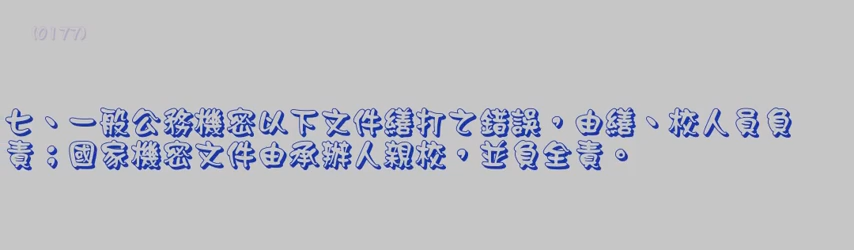 (0177)
七、一般公務機密以下文件繕打之錯誤，由繕、校人員負
責；國家機密文件由承辦人親校，並負全責。